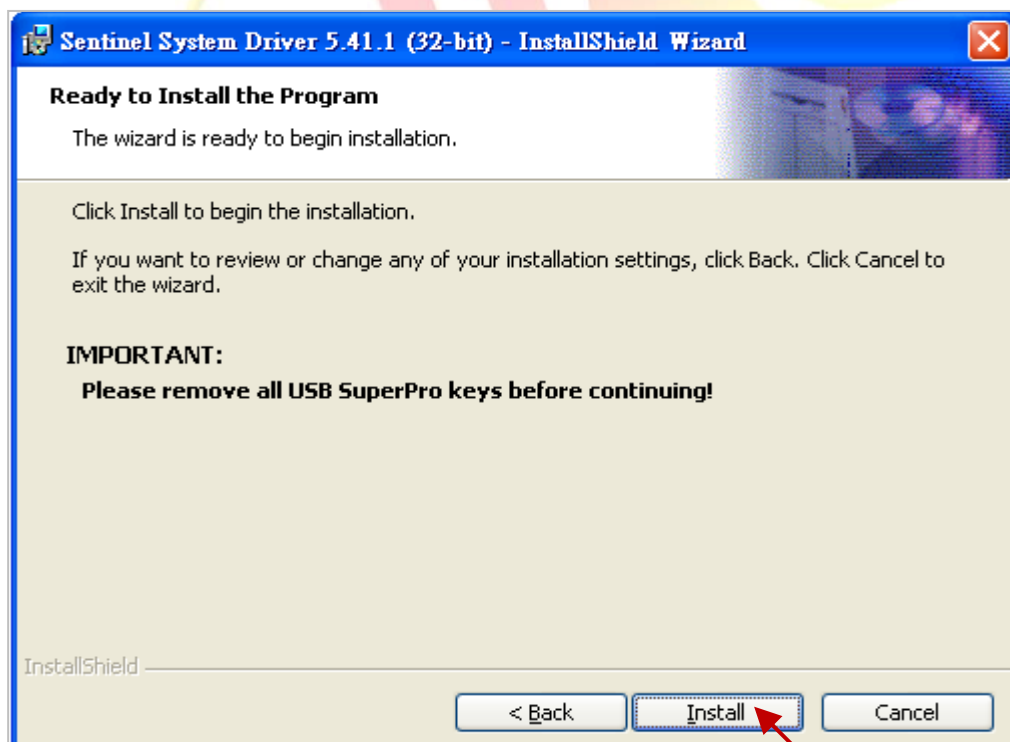 Sentinel System Driver 5.41.1 (32-bit) - InstallShield Wizard
Ready to Install the Program
The wizard is ready to begin installation.
Click Install to begin the installation.
If you want to review or change any of your installation settings, click Back. Click Cancel to
exit the wizard.
IMPORTANT:
Please remove all USB SuperPro keys before continuing!
InstallShield
< Back
Install
Cancel